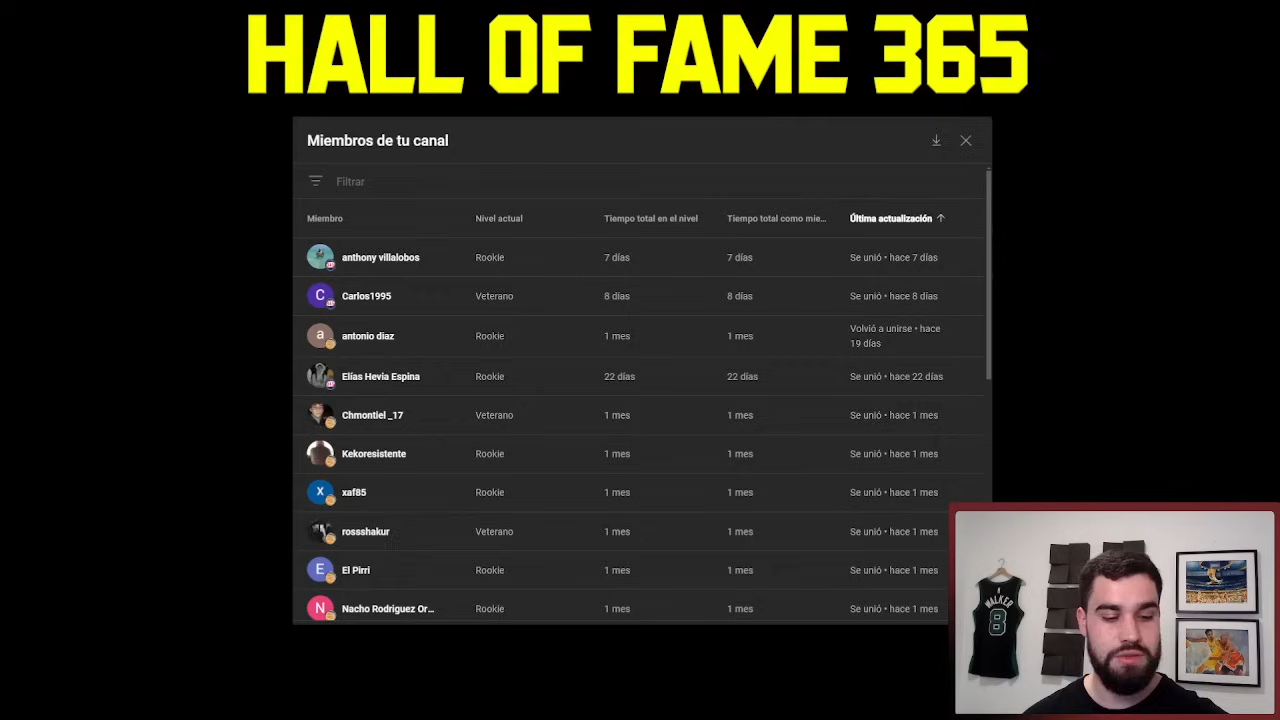 HALL OF FAME 365
Miembros de tu canal
Filtrar
Miembro Nivel actual Tiempo total en el nivel Tiempo total como mie... Última actualización
anthony villalobos Rookie 7 días 7 días Se unió • hace 7 días
C Carlos1995 Veterano 8 días 8 días Se unió • hace 8 días
a antonio diaz Rookie 1 mes 1 mes Volvió a unirse • hace
19 días
Elías Hevia Espina Rookie 22 días 22 días Se unió • hace 22 días
Chmontiel _17 Veterano 1 mes 1 mes Se unió • hace 1 mes
Kekoresistente Rookie 1 mes 1 mes Se unió • hace 1 mes
X xaf85 Rookie 1 mes 1 mes Se unió • hace 1 mes
rossshakur Veterano 1 mes 1 mes Se unió • hace 1 mes
E El Pirri Rookie 1 mes 1 mes Se unió • hace 1 mes
N Nacho Rodriguez Or... Rookie 1 mes 1 mes Se unió • hace 1 mes
WALKER
8